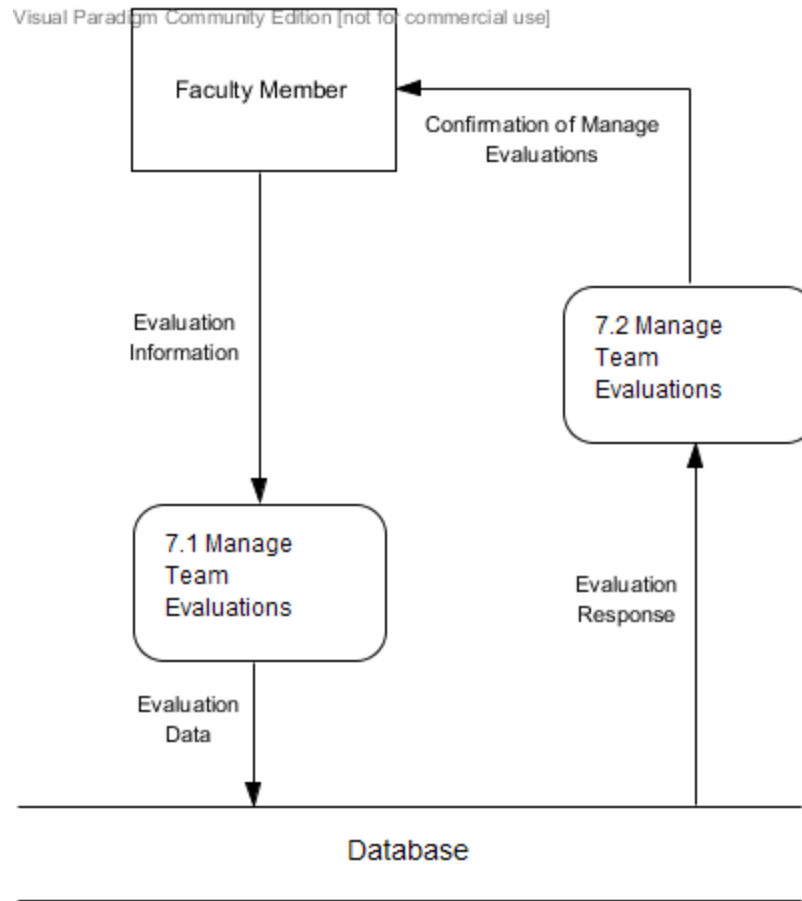 Visual Paradigm Community Edition [not for commercial use]
Faculty Member
Confirmation of Manage
Evaluations
Evaluation
Information
7.2 Manage
Team
Evaluations
7.1 Manage
Team
Evaluations
Evaluation
Response
Evaluation
Data
Database